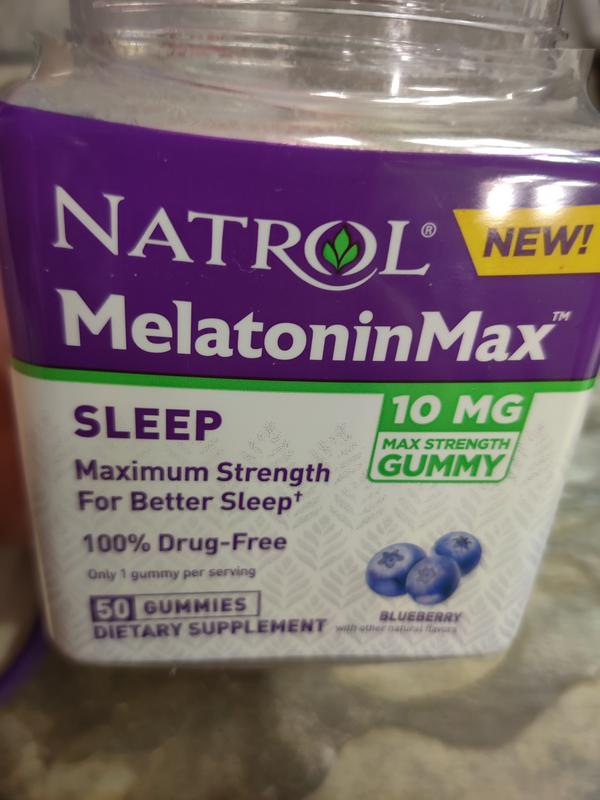 NATROL®
NEW!
MelatoninMax™
SLEEP
10 MG
MAX STRENGTH
GUMMY
Maximum Strength
For Better Sleep†
100% Drug-Free
Only 1 gummy per serving
50 GUMMIES
DIETARY SUPPLEMENT
BLUEBERRY
with other natural flavors